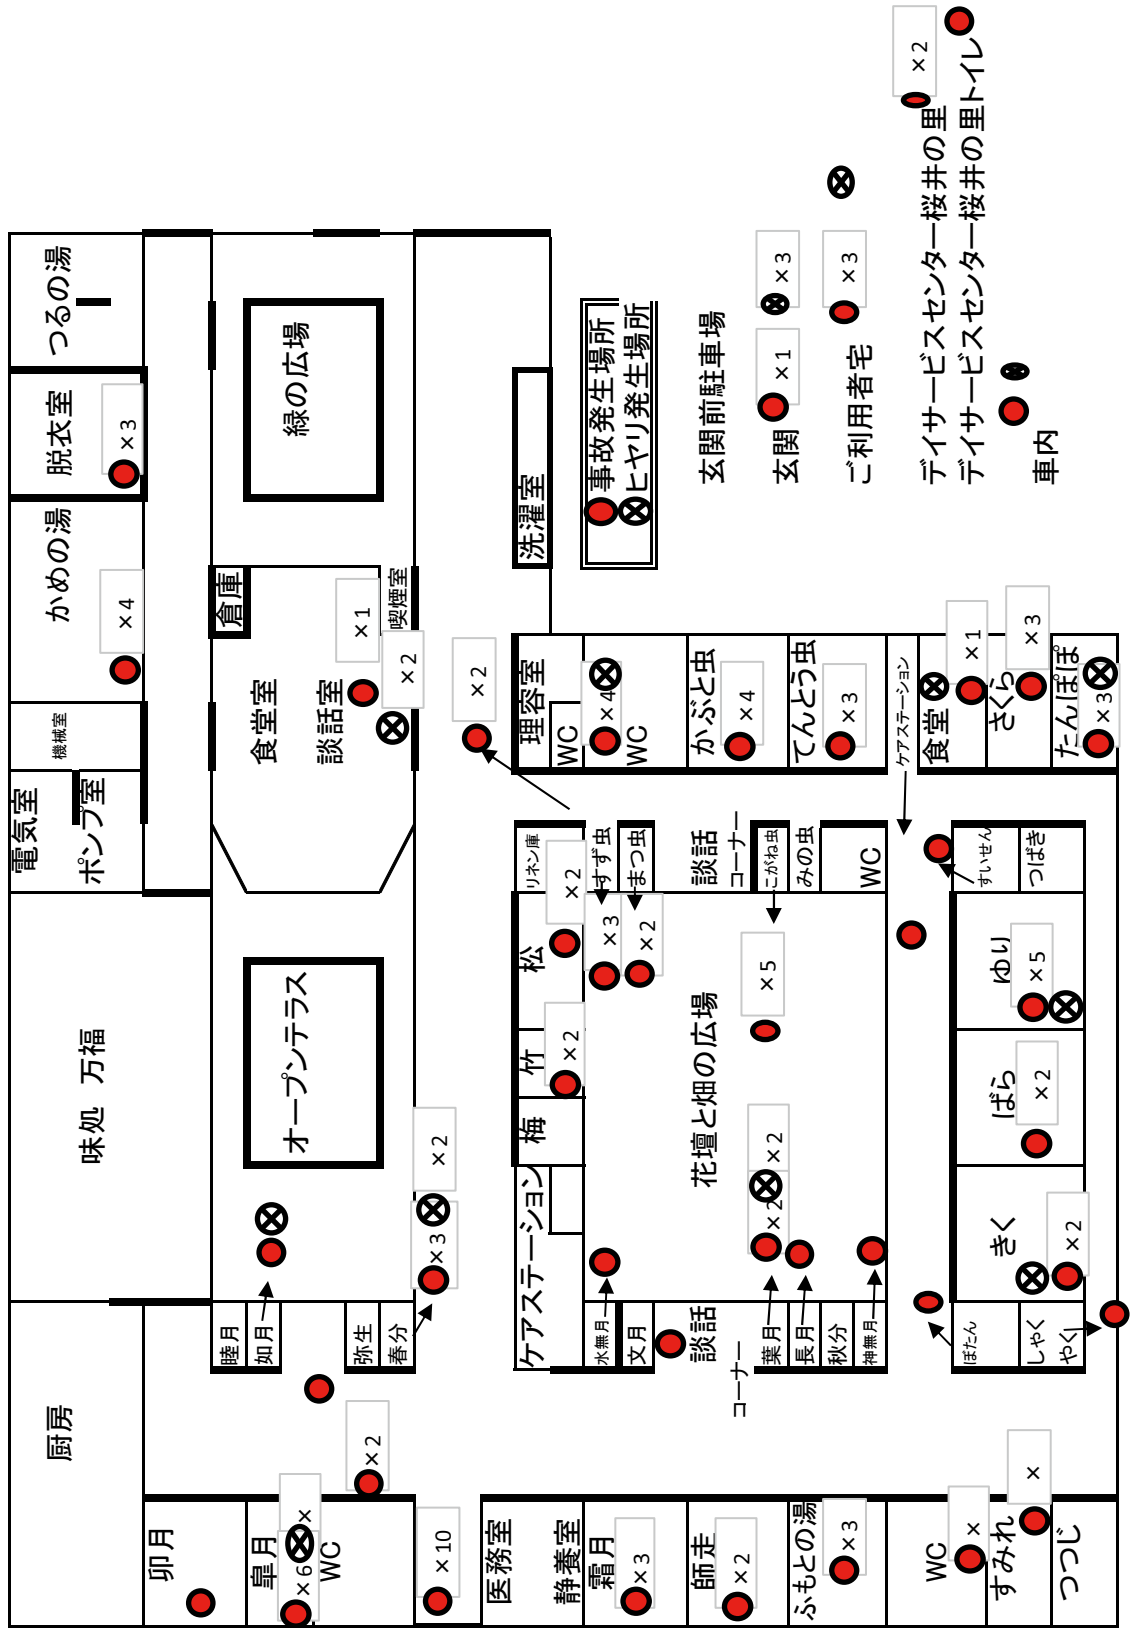 つるの湯
脱衣室
×3
かめの湯
×4
機械室
電気室
ポンプ室
味処 万福
厨房
緑の広場
倉庫
食堂室
談話室
×1
喫煙室
×2
×2
オープンテラス
×2
×3
睦月
如月
弥生
春分
×2
卯月
皐月
×6
×
WC
×10
医務室
静養室
霜月
×3
師走
×2
ふもとの湯
×3
WC
×
すみれ
×
つつじ
洗濯室
事故発生場所
ヒヤリ発生場所
玄関前駐車場
玄関
×1
×3
ご利用者宅
×3
デイサービスセンター桜井の里
×2
デイサービスセンター桜井の里トイレ
車内
理容室
WC
×4
WC
かぶと虫
×4
てんとう虫
×3
ケアステーション
食堂
×1
さくら
×3
たんぽぽ
×3
リネン庫
すず虫
まつ虫
談話
コーナー
こがね虫
みの虫
WC
すいせん
つばき
松
×2
×3
×2
竹
×2
梅
ケアステーション
花壇と畑の広場
×5
×2
×2
水無月
文月
談話
コーナー
葉月
長月
秋分
神無月
ゆり
×5
ばら
×2
きく
×2
ぼたん
しゃく
やく